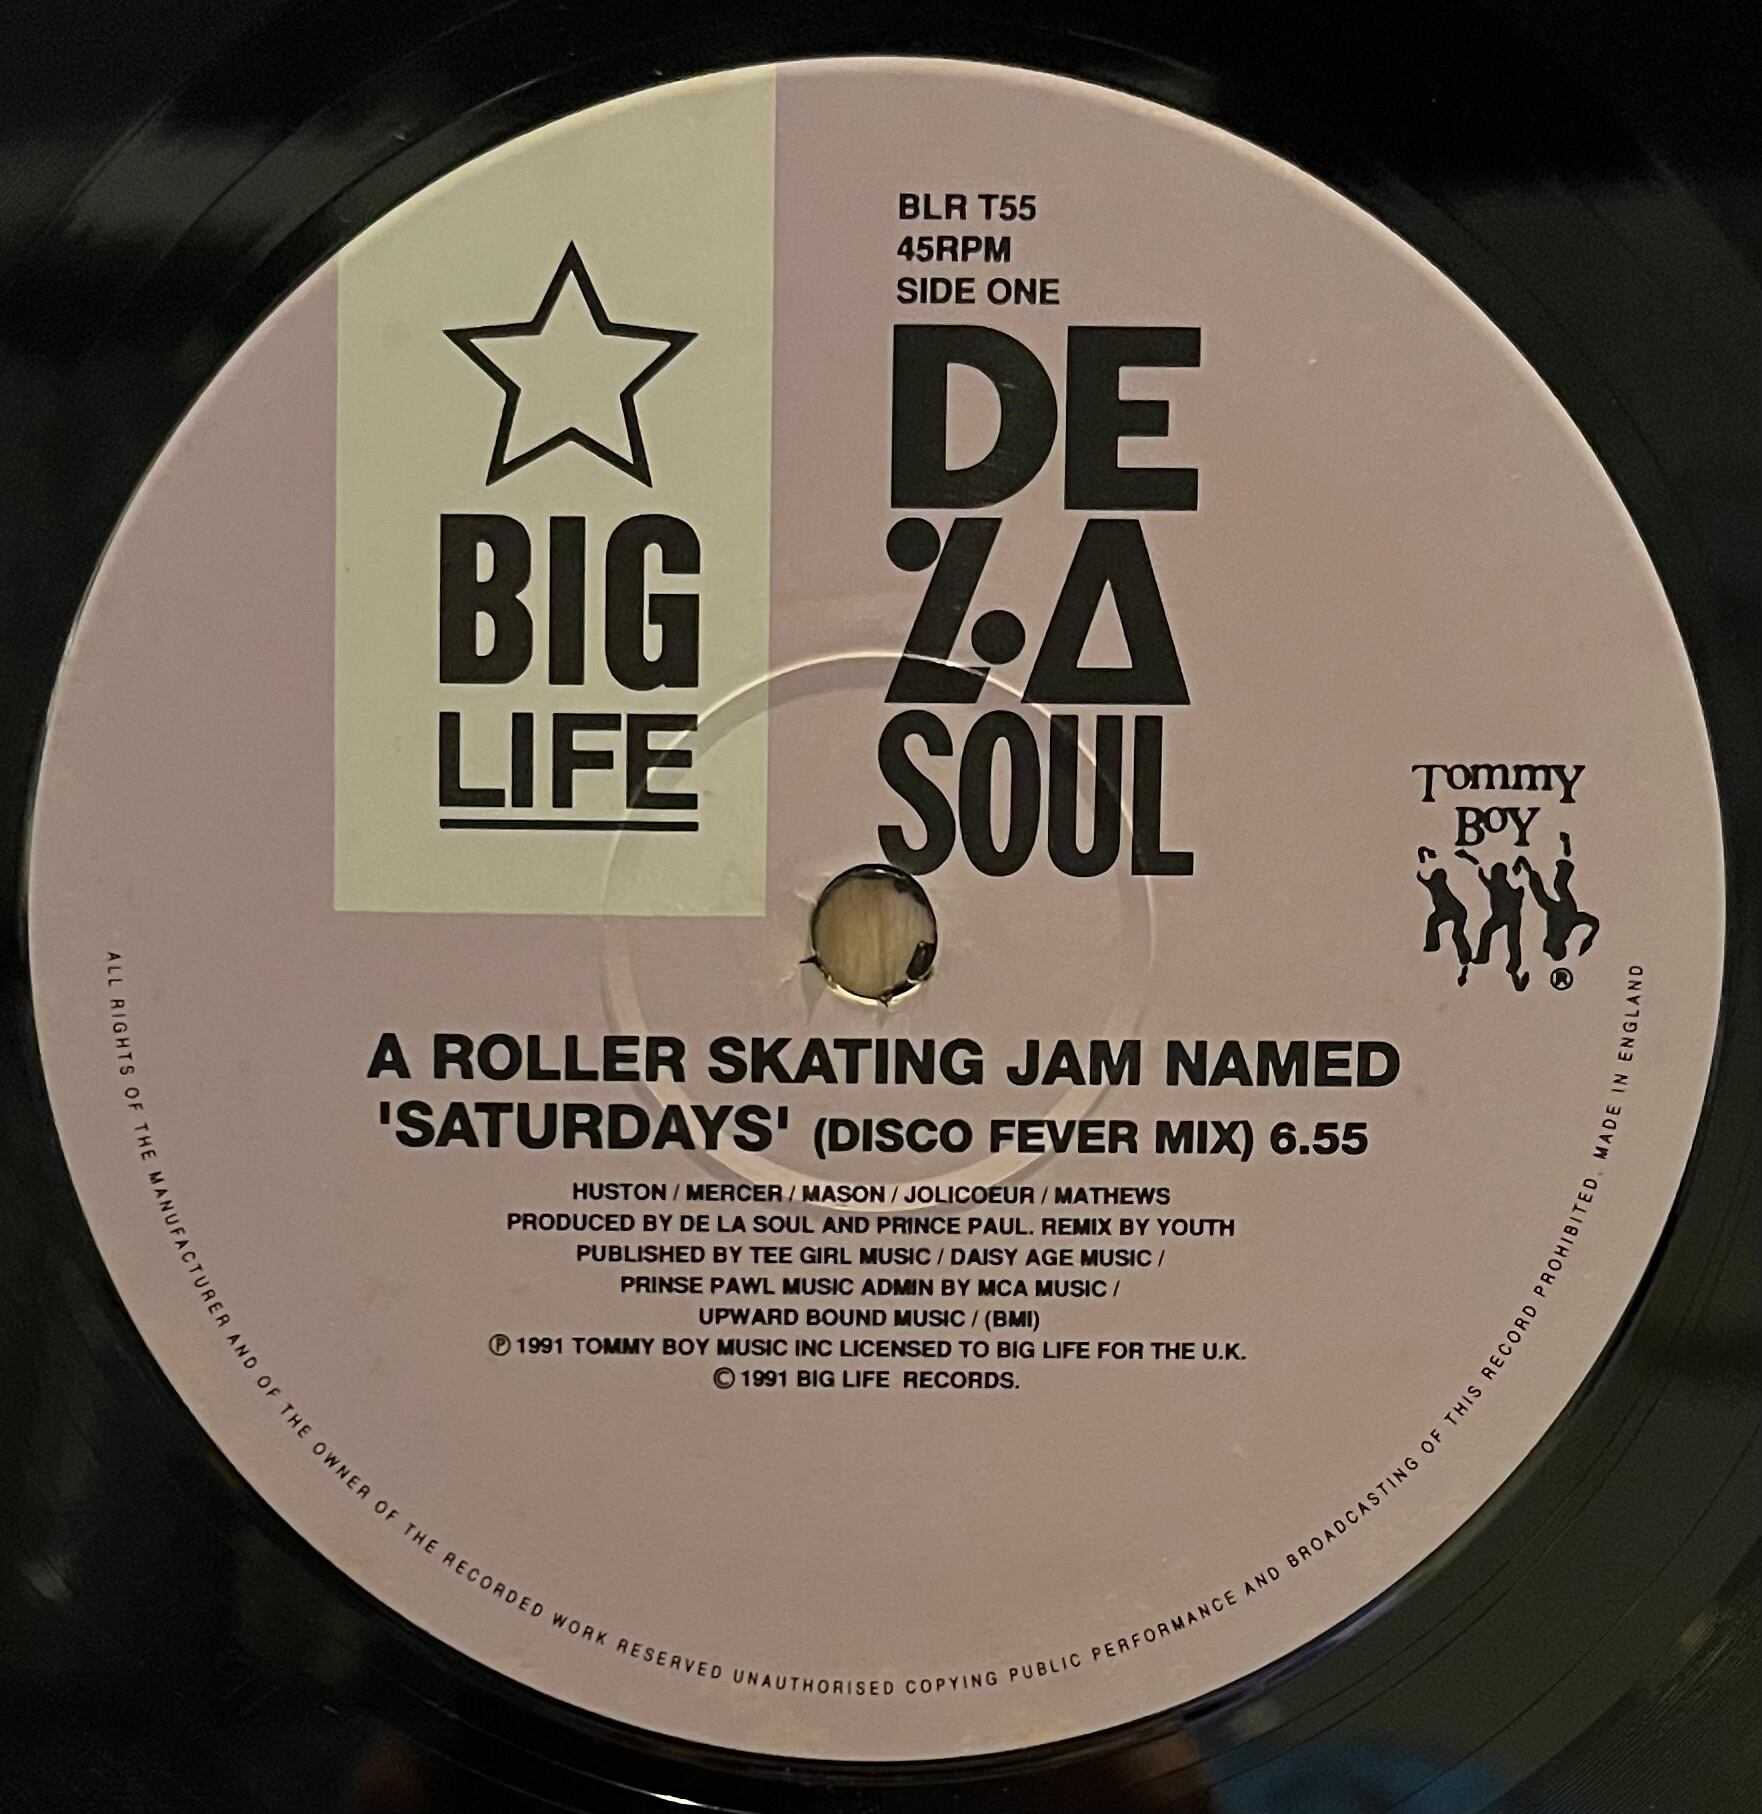 BLR T55
45RPM
SIDE ONE
BIG
LIFE
DE
LA
SOUL
Tommy
Boy
®
A ROLLER SKATING JAM NAMED
'SATURDAYS' (DISCO FEVER MIX) 6.55
HUSTON / MERCER / MASON / JOLICOEUR / MATHEWS
PRODUCED BY DE LA SOUL AND PRINCE PAUL. REMIX BY YOUTH
PUBLISHED BY TEE GIRL MUSIC / DAISY AGE MUSIC /
PRINSE PAWL MUSIC ADMIN BY MCA MUSIC /
UPWARD BOUND MUSIC / (BMI)
℗ 1991 TOMMY BOY MUSIC INC LICENSED TO BIG LIFE FOR THE U.K.
© 1991 BIG LIFE RECORDS.
ALL RIGHTS OF THE MANUFACTURER AND OF THE OWNER OF THE RECORDED WORK RESERVED UNAUTHORISED COPYING PUBLIC PERFORMANCE AND BROADCASTING OF THIS RECORD PROHIBITED. MADE IN ENGLAND